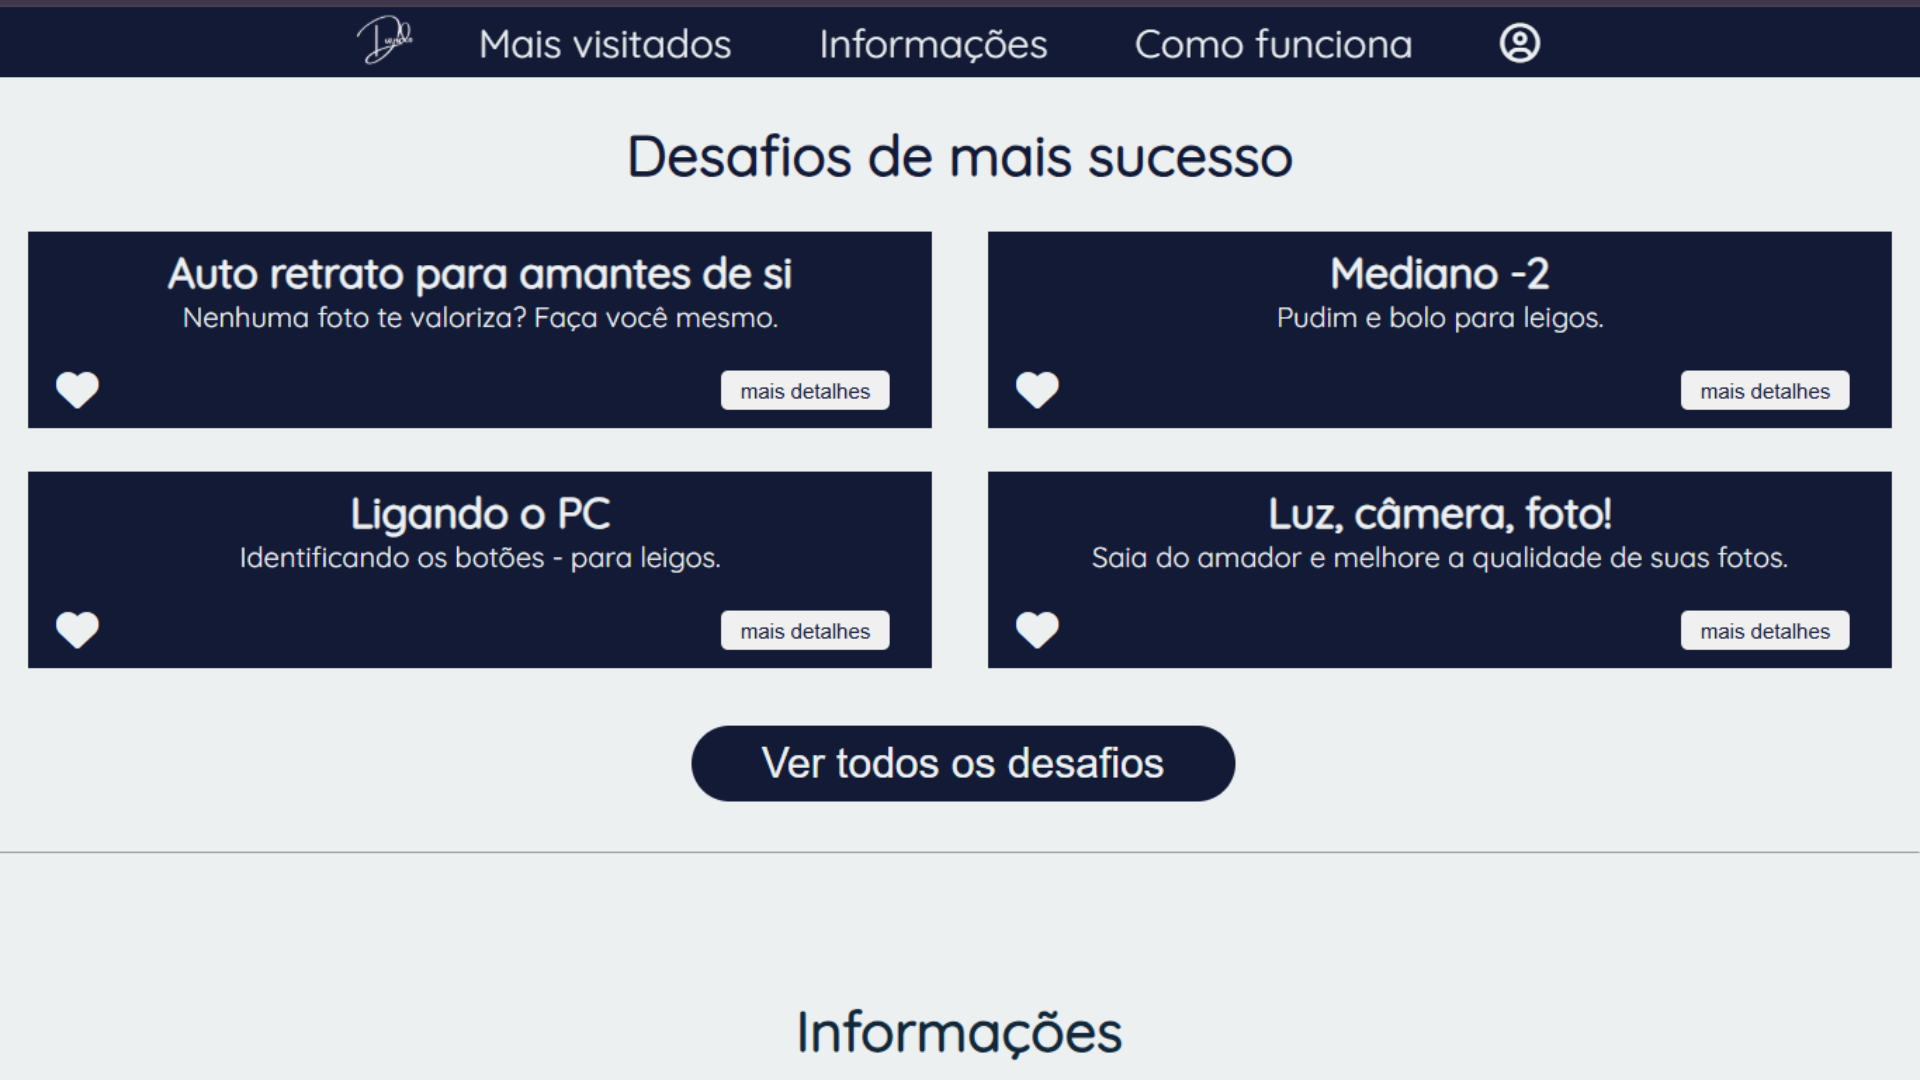 Mais visitados Informações Como funciona
Desafios de mais sucesso
Auto retrato para amantes de si
Nenhuma foto te valoriza? Faça você mesmo.
mais detalhes
Mediano -2
Pudim e bolo para leigos.
mais detalhes
Ligando o PC
Identificando os botões - para leigos.
mais detalhes
Luz, câmera, foto!
Saia do amador e melhore a qualidade de suas fotos.
mais detalhes
Ver todos os desafios
Informações